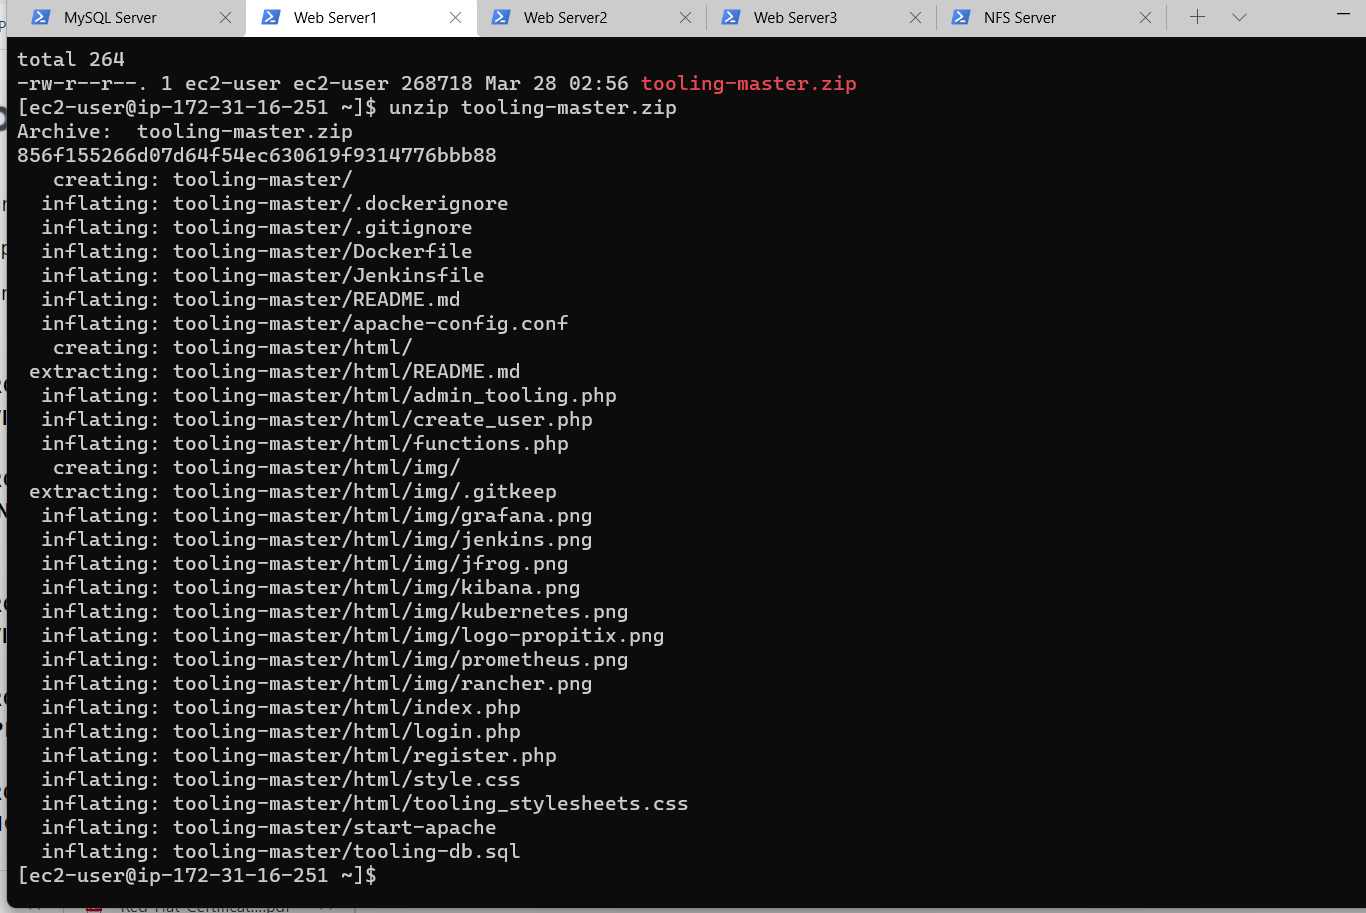 MySQL Server Web Server1 Web Server2 Web Server3 NFS Server
total 264
-rw-r--r--. 1 ec2-user ec2-user 268718 Mar 28 02:56 tooling-master.zip
[ec2-user@ip-172-31-16-251 ~]$ unzip tooling-master.zip
Archive:  tooling-master.zip
856f155266d07d64f54ec630619f9314776bbb88
   creating: tooling-master/
  inflating: tooling-master/.dockerignore
  inflating: tooling-master/.gitignore
  inflating: tooling-master/Dockerfile
  inflating: tooling-master/Jenkinsfile
  inflating: tooling-master/README.md
  inflating: tooling-master/apache-config.conf
   creating: tooling-master/html/
 extracting: tooling-master/html/README.md
  inflating: tooling-master/html/admin_tooling.php
  inflating: tooling-master/html/create_user.php
  inflating: tooling-master/html/functions.php
   creating: tooling-master/html/img/
 extracting: tooling-master/html/img/.gitkeep
  inflating: tooling-master/html/img/grafana.png
  inflating: tooling-master/html/img/jenkins.png
  inflating: tooling-master/html/img/jfrog.png
  inflating: tooling-master/html/img/kibana.png
  inflating: tooling-master/html/img/kubernetes.png
  inflating: tooling-master/html/img/logo-propitix.png
  inflating: tooling-master/html/img/prometheus.png
  inflating: tooling-master/html/img/rancher.png
  inflating: tooling-master/html/index.php
  inflating: tooling-master/html/login.php
  inflating: tooling-master/html/register.php
  inflating: tooling-master/html/style.css
  inflating: tooling-master/html/tooling_stylesheets.css
  inflating: tooling-master/start-apache
  inflating: tooling-master/tooling-db.sql
[ec2-user@ip-172-31-16-251 ~]$